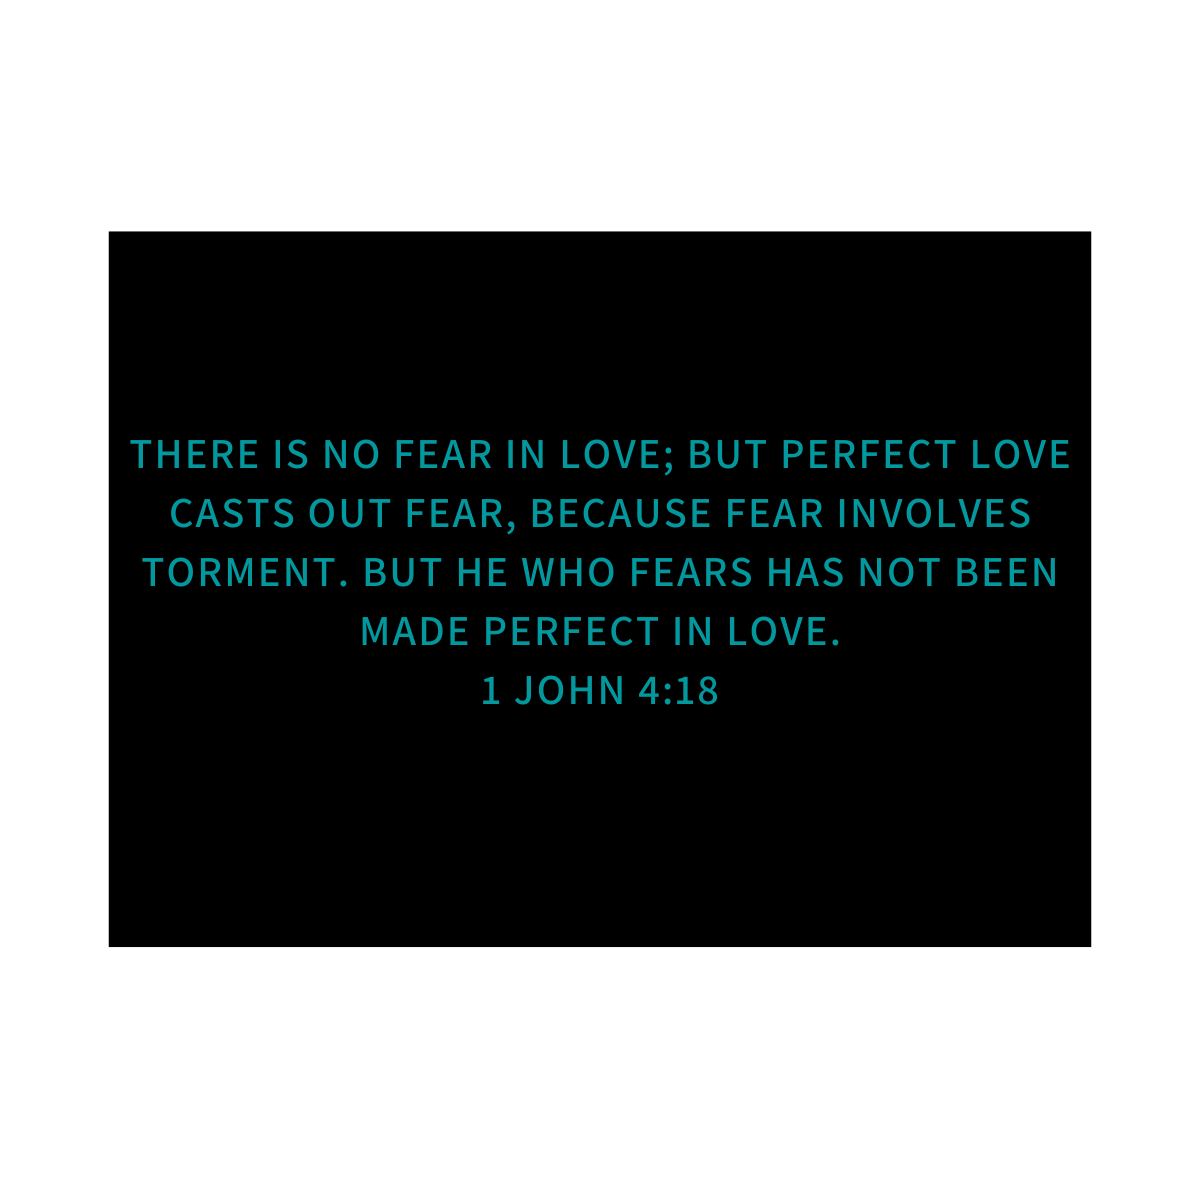 THERE IS NO FEAR IN LOVE; BUT PERFECT LOVE
CASTS OUT FEAR, BECAUSE FEAR INVOLVES
TORMENT. BUT HE WHO FEARS HAS NOT BEEN
MADE PERFECT IN LOVE.
1 JOHN 4:18